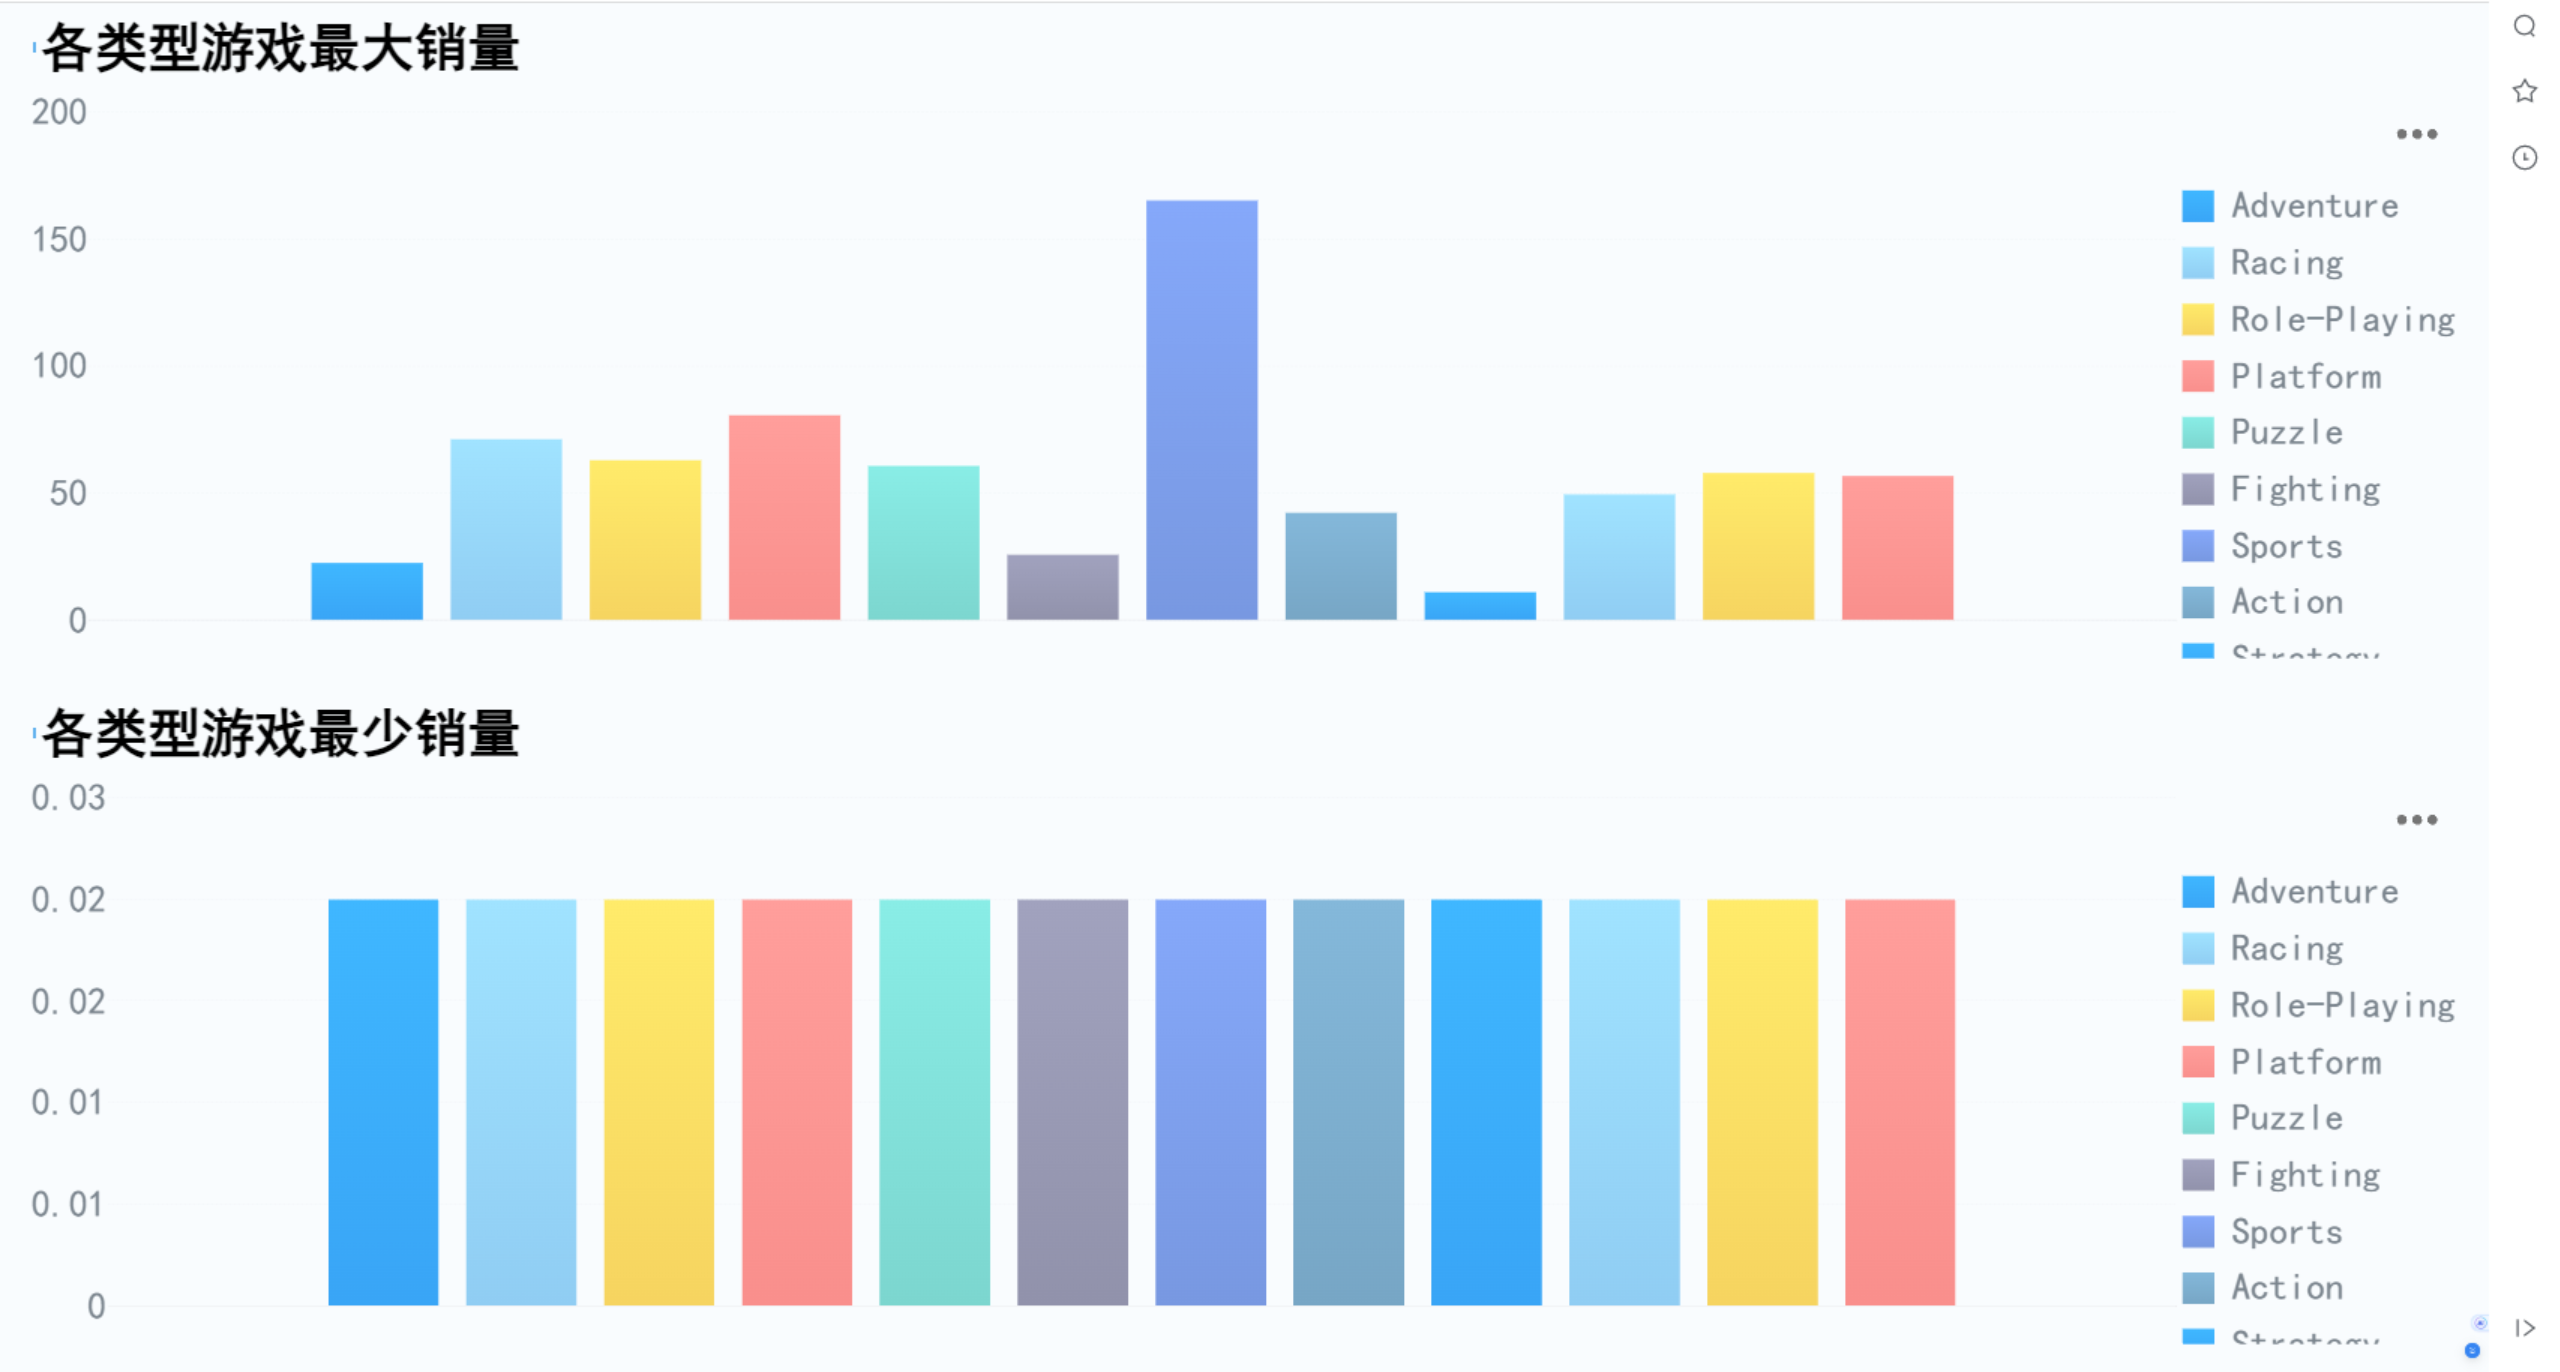 各类型游戏最大销量
200
150
100
50
0
Adventure
Racing
Role-Playing
Platform
Puzzle
Fighting
Sports
Action
Strategy
各类型游戏最少销量
0.03
0.02
0.02
0.01
0.01
0
Adventure
Racing
Role-Playing
Platform
Puzzle
Fighting
Sports
Action
Strategy